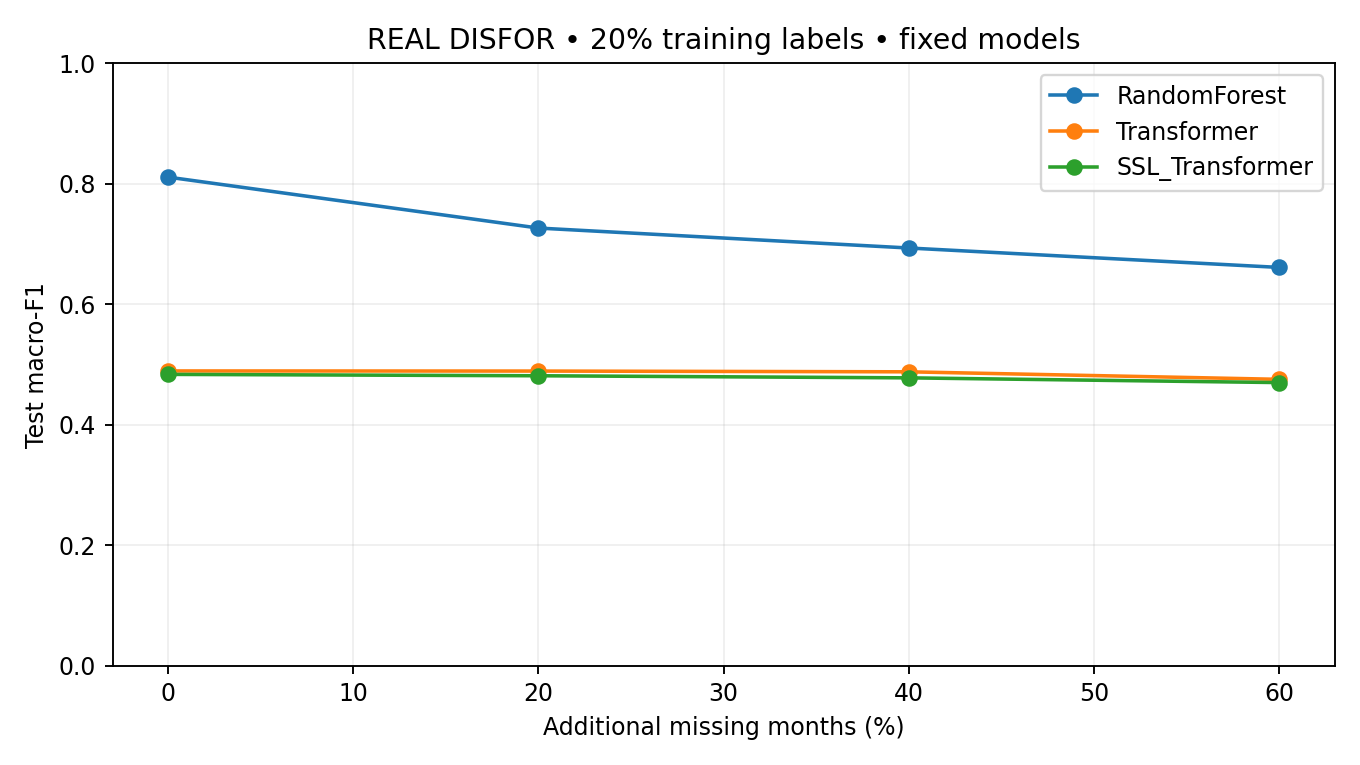 REAL DISFOR • 20% training labels • fixed models
RandomForest
Transformer
SSL_Transformer
Test macro-F1
1.0
0.8
0.6
0.4
0.2
0.0
0 10 20 30 40 50 60
Additional missing months (%)